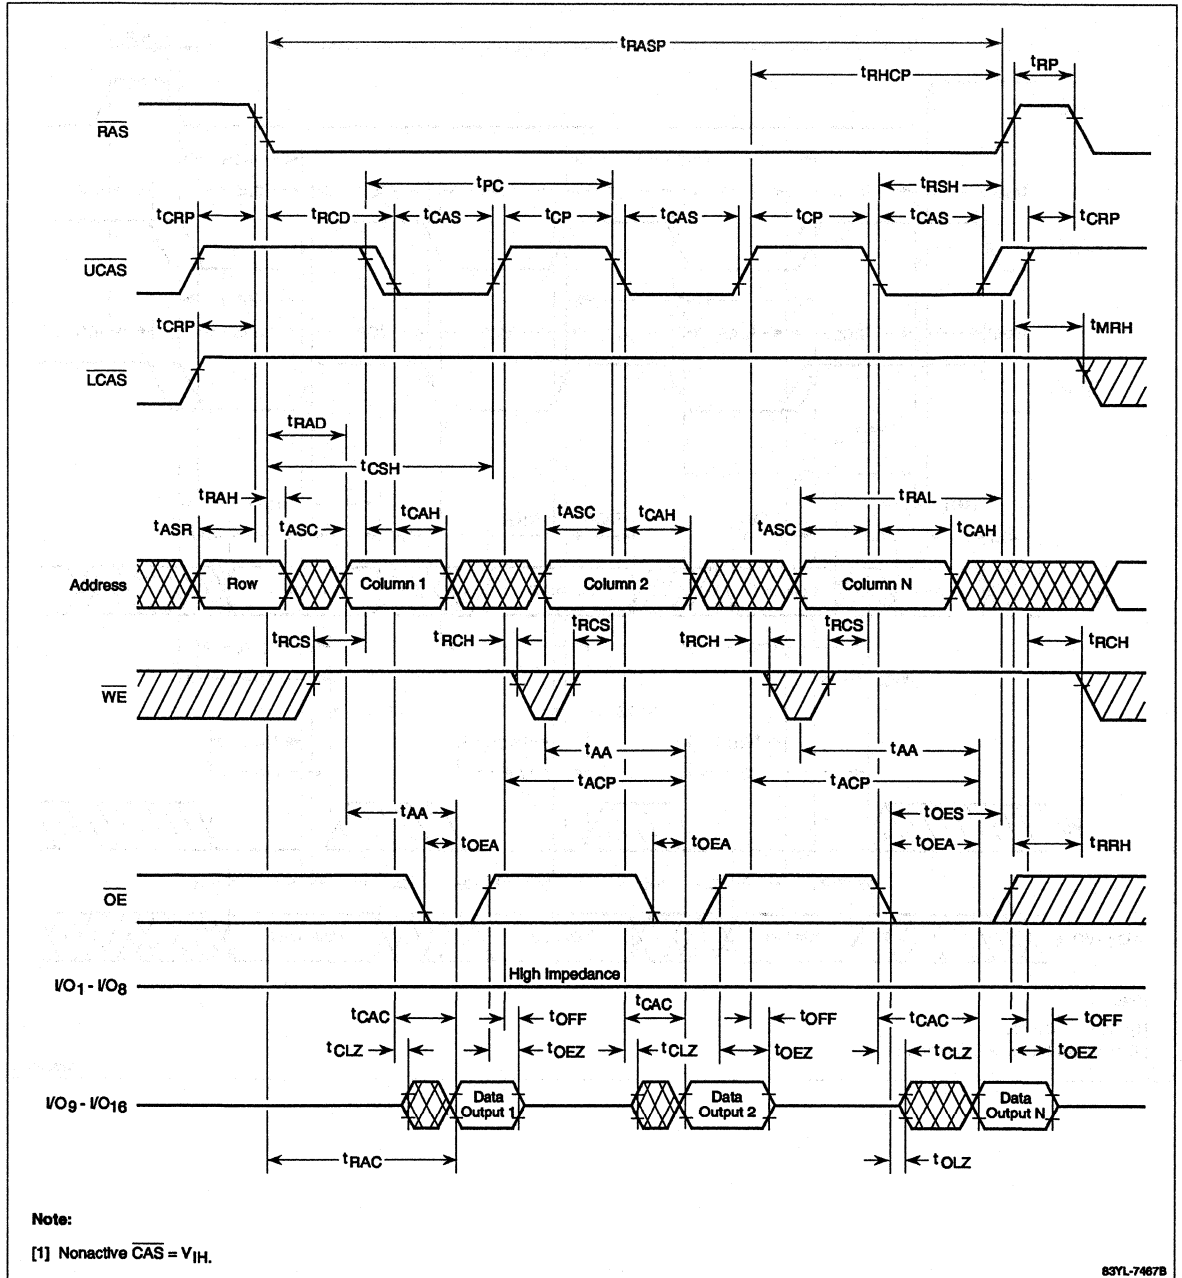 tRASP
tRHCP
tRP
RAS
tPC
tRSH
tCRP
tRCD
tCAS
tCP
tCAS
tCP
tCAS
tCRP
UCAS
tCRP
tMRH
LCAS
tRAD
tCSH
tRAH
tRAL
tASR
tASC
tCAH
tASC
tCAH
tASC
tCAH
Address
Row
Column 1
Column 2
Column N
tRCS
tRCH
tRCS
tRCH
tRCS
tRCH
WE
tAA
tAA
tACP
tACP
tAA
tOES
tOEA
tOEA
tOEA
tRRH
OE
High Impedance
I/O1 - I/O8
tCAC
tOFF
tCAC
tOFF
tCAC
tOFF
tCLZ
tOEZ
tCLZ
tOEZ
tCLZ
tOEZ
I/O9 - I/O16
Data
Output 1
Data
Output 2
Data
Output N
tRAC
tOLZ
Note:
[1] Nonactive CAS = VIH.
83YL-7467B